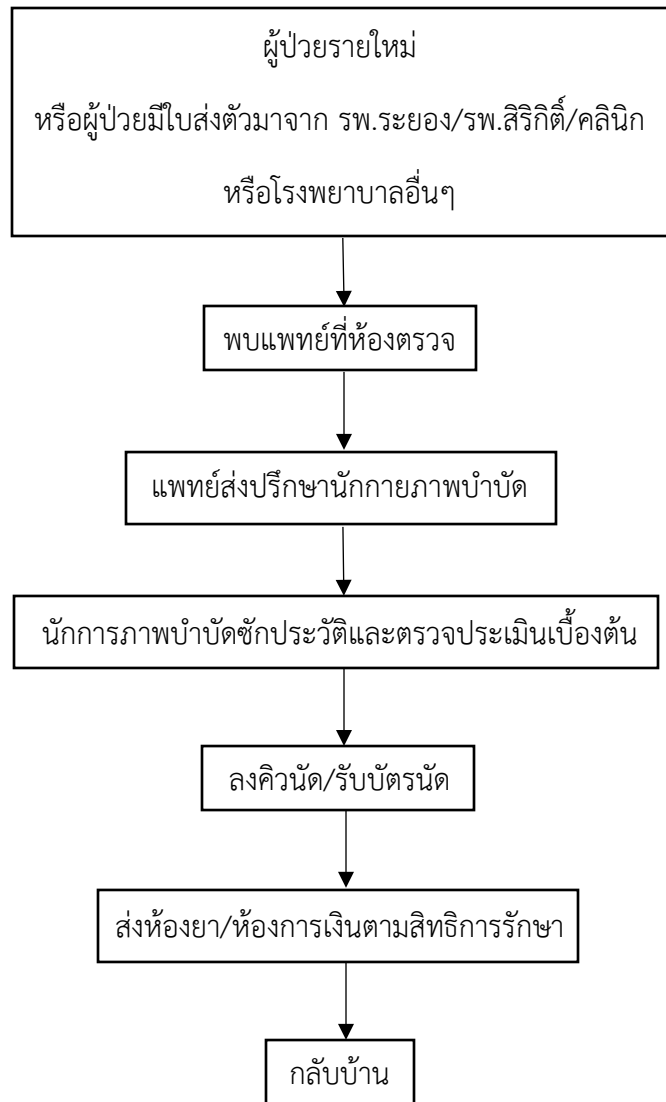 ผู้ป่วยรายใหม่
หรือผู้ป่วยมีใบส่งตัวมาจาก รพ.ระยอง/รพ.สิริกิติ์/คลินิก
หรือโรงพยาบาลอื่นๆ
พบแพทย์ที่ห้องตรวจ
แพทย์ส่งปรึกษานักกายภาพบำบัด
นักการภาพบำบัดซักประวัติและตรวจประเมินเบื้องต้น
ลงคิวนัด/รับบัตรนัด
ส่งห้องยา/ห้องการเงินตามสิทธิการรักษา
กลับบ้าน